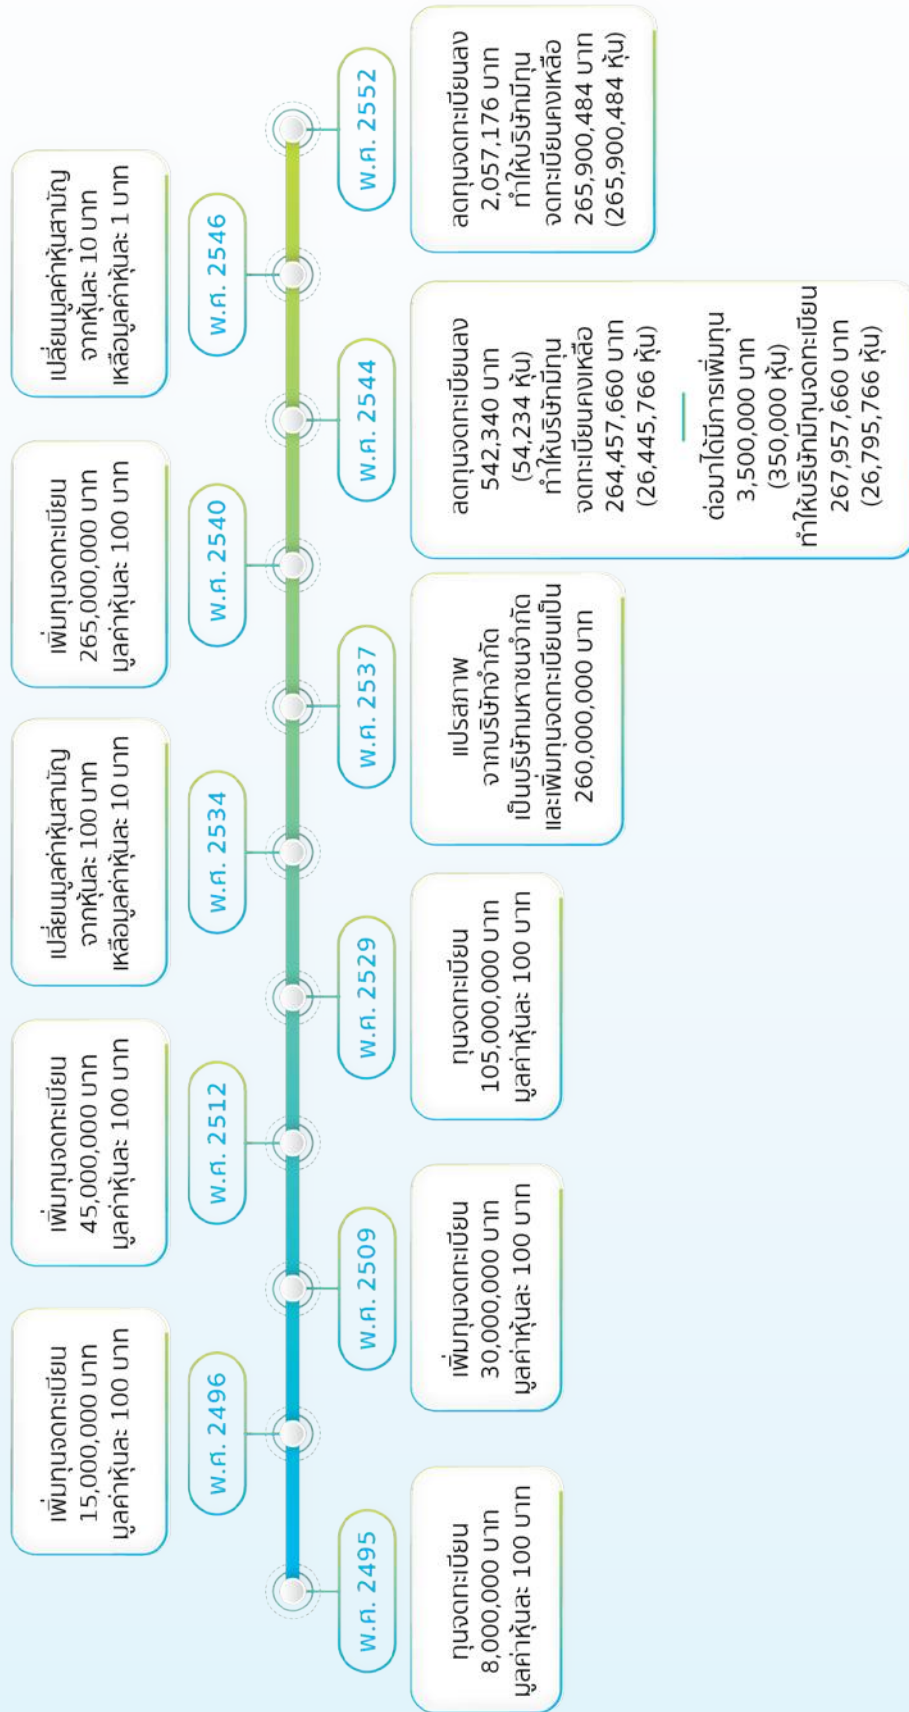 พ.ศ. 2495
ทุนจดทะเบียน
8,000,000 บาท
มูลค่าหุ้นละ 100 บาท
พ.ศ. 2496
เพิ่มทุนจดทะเบียน
15,000,000 บาท
มูลค่าหุ้นละ 100 บาท
พ.ศ. 2509
เพิ่มทุนจดทะเบียน
30,000,000 บาท
มูลค่าหุ้นละ 100 บาท
พ.ศ. 2512
เพิ่มทุนจดทะเบียน
45,000,000 บาท
มูลค่าหุ้นละ 100 บาท
พ.ศ. 2529
ทุนจดทะเบียน
105,000,000 บาท
มูลค่าหุ้นละ 100 บาท
พ.ศ. 2534
เปลี่ยนมูลค่าหุ้นสามัญ
จากหุ้นละ 100 บาท
เหลือมูลค่าหุ้นละ 10 บาท
พ.ศ. 2537
แปรสภาพ
จากบริษัทจำกัด
เป็นบริษัทมหาชนจำกัด
และเพิ่มทุนจดทะเบียนเป็น
260,000,000 บาท
พ.ศ. 2540
เพิ่มทุนจดทะเบียน
265,000,000 บาท
มูลค่าหุ้นละ 100 บาท
พ.ศ. 2544
ลดทุนจดทะเบียนลง
542,340 บาท
(54,234 หุ้น)
ทำให้บริษัทมีทุน
จดทะเบียนคงเหลือ
264,457,660 บาท
(26,445,766 หุ้น)
ต่อมาได้มีการเพิ่มทุน
3,500,000 บาท
(350,000 หุ้น)
ทำให้บริษัทมีทุนจดทะเบียน
267,957,660 บาท
(26,795,766 หุ้น)
พ.ศ. 2546
เปลี่ยนมูลค่าหุ้นสามัญ
จากหุ้นละ 10 บาท
เหลือมูลค่าหุ้นละ 1 บาท
พ.ศ. 2552
ลดทุนจดทะเบียนลง
2,057,176 บาท
ทำให้บริษัทมีทุน
จดทะเบียนคงเหลือ
265,900,484 บาท
(265,900,484 หุ้น)